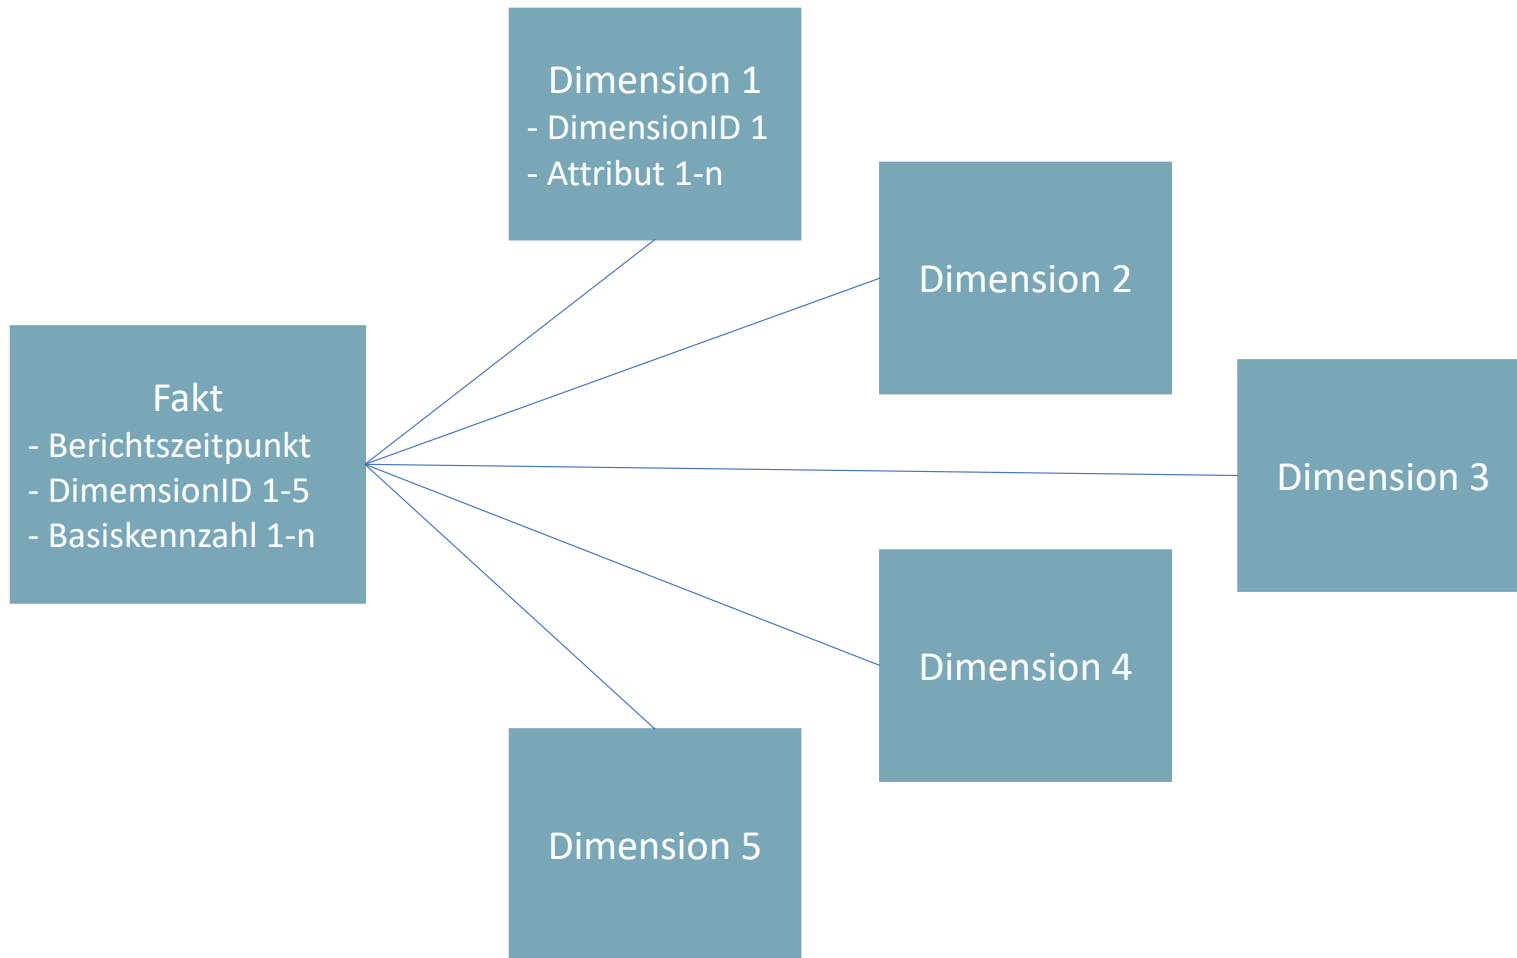 Dimension 1
- DimensionID 1
- Attribut 1-n
Dimension 2
Fakt
- Berichtszeitpunkt
- DimemsionID 1-5
- Basiskennzahl 1-n
Dimension 3
Dimension 4
Dimension 5